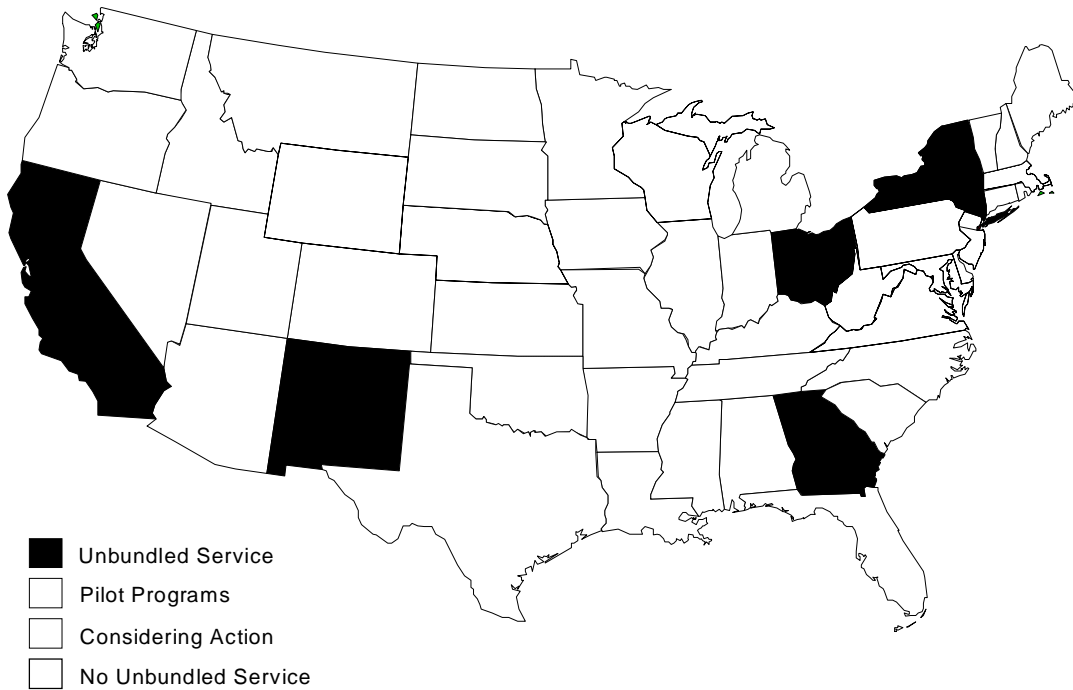 Unbundled Service
Pilot Programs
Considering Action
No Unbundled Service